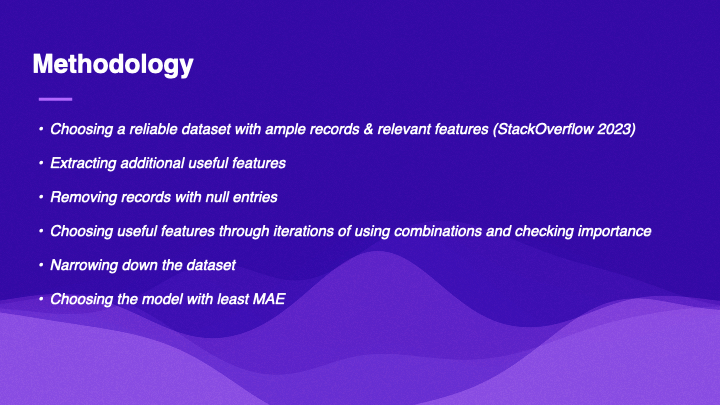 Methodology
• Choosing a reliable dataset with ample records & relevant features (StackOverflow 2023)
• Extracting additional useful features
• Removing records with null entries
• Choosing useful features through iterations of using combinations and checking importance
• Narrowing down the dataset
• Choosing the model with least MAE